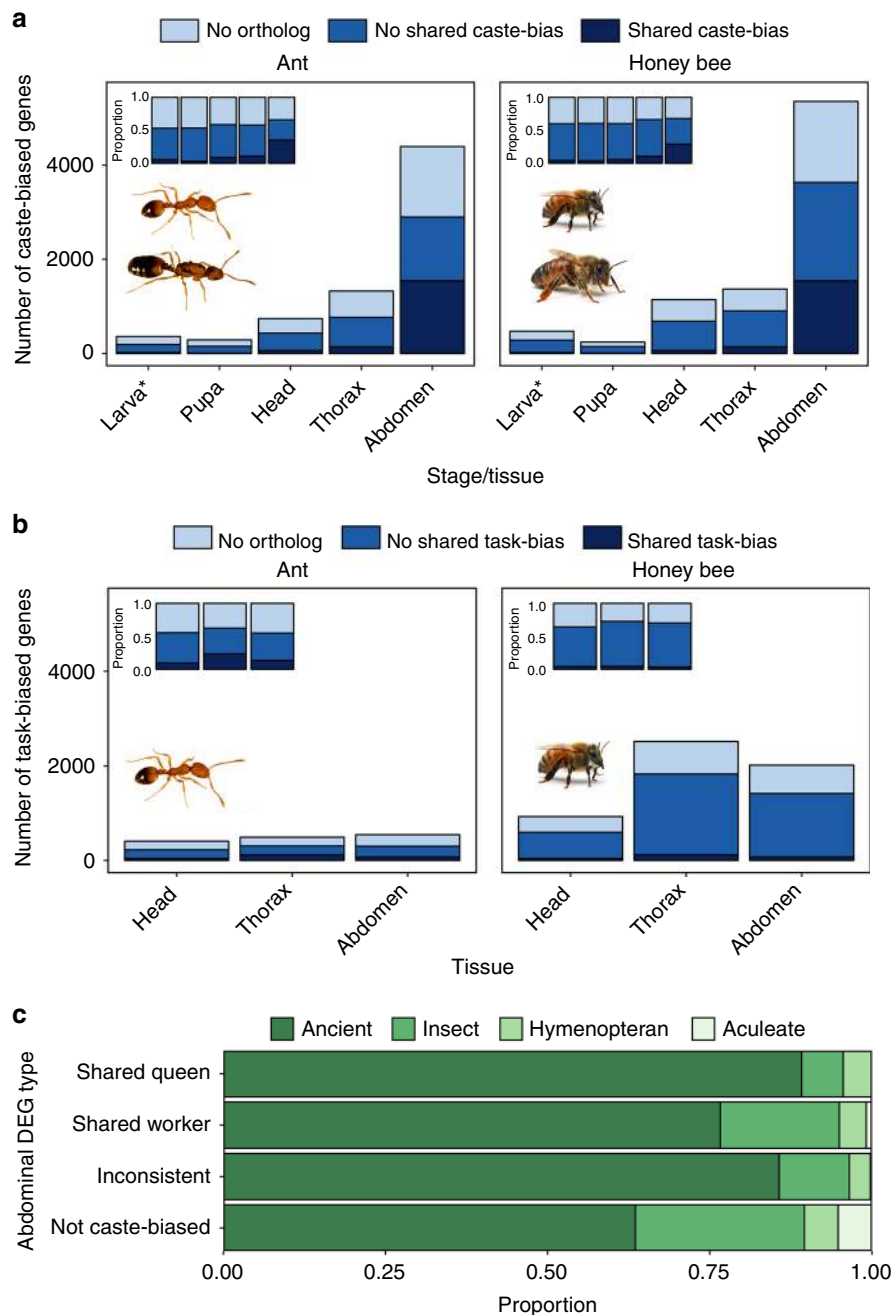 a
No ortholog No shared caste-bias Shared caste-bias
Ant Honey bee
Number of caste-biased genes
4000
2000
0
Proportion
1.0
0.5
0.0
Proportion
1.0
0.5
0.0
Larva* Pupa Head Thorax Abdomen
Larva* Pupa Head Thorax Abdomen
Stage/tissue
b
No ortholog No shared task-bias Shared task-bias
Ant Honey bee
Number of task-biased genes
4000
2000
0
Proportion
1.0
0.5
0.0
Proportion
1.0
0.5
0.0
Head Thorax Abdomen
Head Thorax Abdomen
Tissue
c
Ancient Insect Hymenopteran Aculeate
Abdominal DEG type
Shared queen
Shared worker
Inconsistent
Not caste-biased
0.00 0.25 0.50 0.75 1.00
Proportion